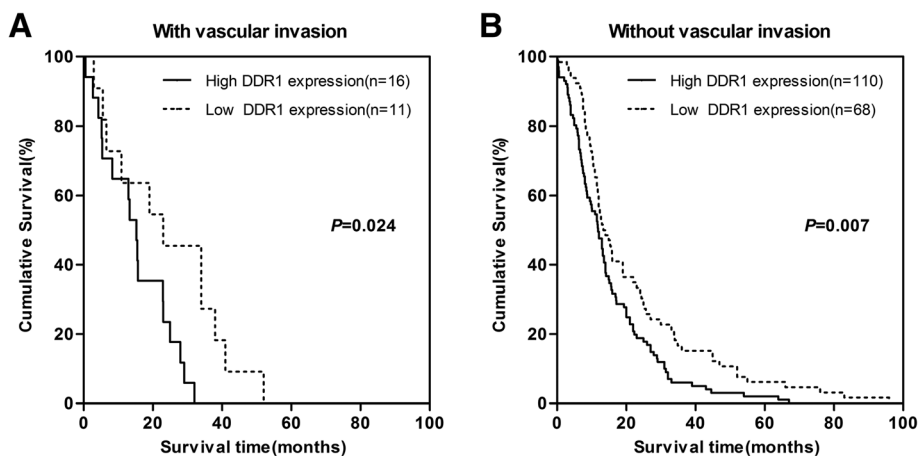 A
With vascular invasion
High DDR1 expression(n=16)
Low DDR1 expression(n=11)
P=0.024
Cumulative Survival(%)
100
80
60
40
20
0
0 20 40 60 80 100
Survival time(months)
B
Without vascular invasion
High DDR1 expression(n=110)
Low DDR1 expression(n=68)
P=0.007
Cumulative Survival(%)
100
80
60
40
20
0
0 20 40 60 80 100
Survival time(months)